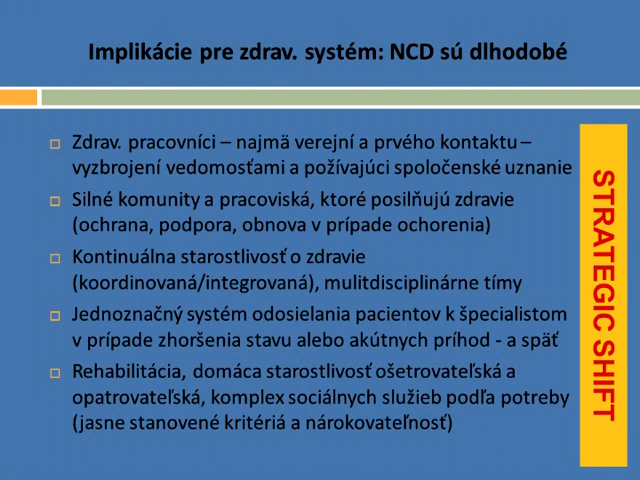 Implikácie pre zdrav. systém: NCD sú dlhodobé
Zdrav. pracovníci – najmä verejní a prvého kontaktu –
vyzbrojení vedomosťami a požívajúci spoločenské uznanie
Silné komunity a pracoviská, ktoré posilňujú zdravie
(ochrana, podpora, obnova v prípade ochorenia)
Kontinuálna starostlivosť o zdravie
(koordinovaná/integrovaná), mulitdisciplinárne tímy
Jednoznačný systém odosielania pacientov k špecialistom
v prípade zhoršenia stavu alebo akútnych príhod - a späť
Rehabilitácia, domáca starostlivosť ošetrovateľská a
opatrovateľská, komplex sociálnych služieb podľa potreby
(jasne stanovené kritériá a nárokovateľnosť)
STRATEGIC SHIFT